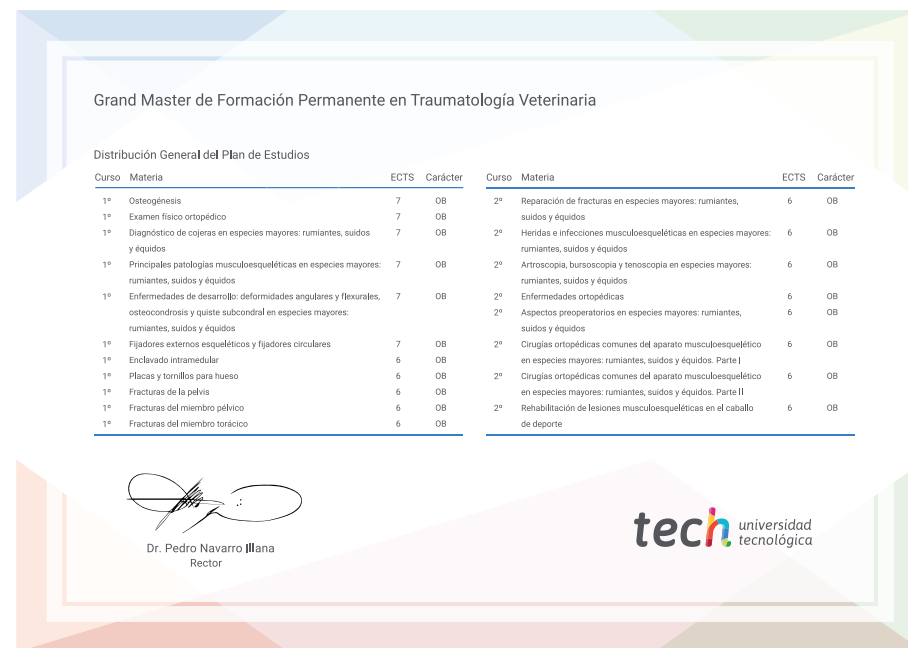 Grand Master de Formación Permanente en Traumatología Veterinaria
Distribución General del Plan de Estudios
Curso Materia ECTS Carácter
1º Osteogénesis 7 OB
1º Examen físico ortopédico 7 OB
1º Diagnóstico de cojeras en especies mayores: rumiantes, suidos
y équidos
7 OB
1º Principales patologías musculoesqueléticas en especies mayores:
rumiantes, suidos y équidos
7 OB
1º Enfermedades de desarrollo: deformidades angulares y flexurales,
osteocondrosis y quiste subcondral en especies mayores:
rumiantes, suidos y équidos
7 OB
1º Fijadores externos esqueléticos y fijadores circulares 7 OB
1º Enclavado intramedular 6 OB
1º Placas y tornillos para hueso 6 OB
1º Fracturas de la pelvis 6 OB
1º Fracturas del miembro pélvico 6 OB
1º Fracturas del miembro torácico 6 OB
Curso Materia ECTS Carácter
2º Reparación de fracturas en especies mayores: rumiantes,
suidos y équidos
6 OB
2º Heridas e infecciones musculoesqueléticas en especies mayores:
rumiantes, suidos y équidos
6 OB
2º Artroscopia, bursoscopia y tenoscopia en especies mayores:
rumiantes, suidos y équidos
6 OB
2º Enfermedades ortopédicas 6 OB
2º Aspectos preoperatorios en especies mayores: rumiantes,
suidos y équidos
6 OB
2º Cirugías ortopédicas comunes del aparato musculoesquelético
en especies mayores: rumiantes, suidos y équidos. Parte I
6 OB
2º Cirugías ortopédicas comunes del aparato musculoesquelético
en especies mayores: rumiantes, suidos y équidos. Parte II
6 OB
2º Rehabilitación de lesiones musculoesqueléticas en el caballo
de deporte
6 OB
Dr. Pedro Navarro Illana
Rector
tech universidad
tecnológica